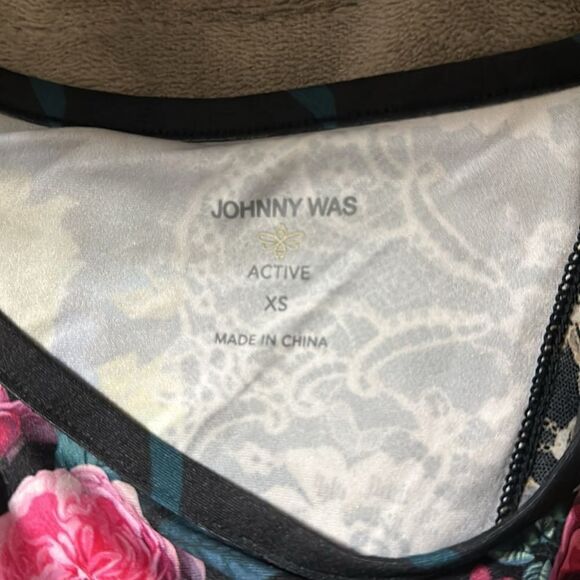 JOHNNY WAS
ACTIVE
XS
MADE IN CHINA